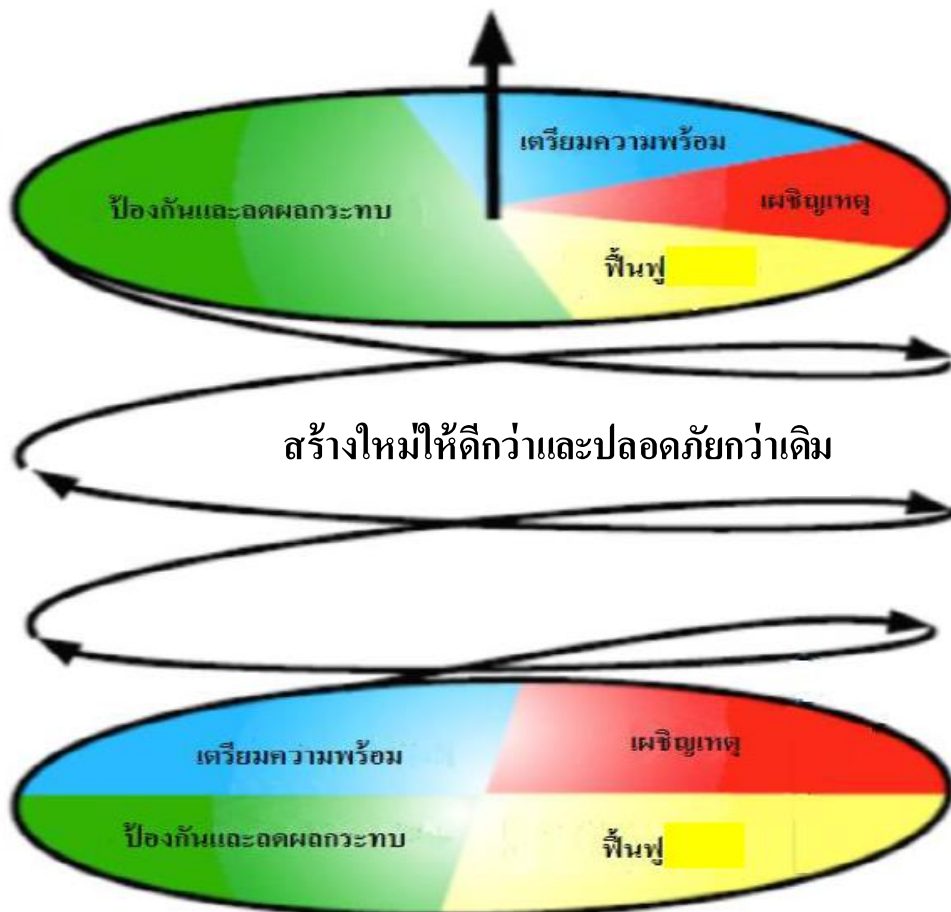 เตรียมความพร้อม
ป้องกันและลดผลกระทบ
เผชิญเหตุ
ฟื้นฟู
สร้างใหม่ให้ดีกว่าและปลอดภัยกว่าเดิม
เตรียมความพร้อม
เผชิญเหตุ
ป้องกันและลดผลกระทบ
ฟื้นฟู